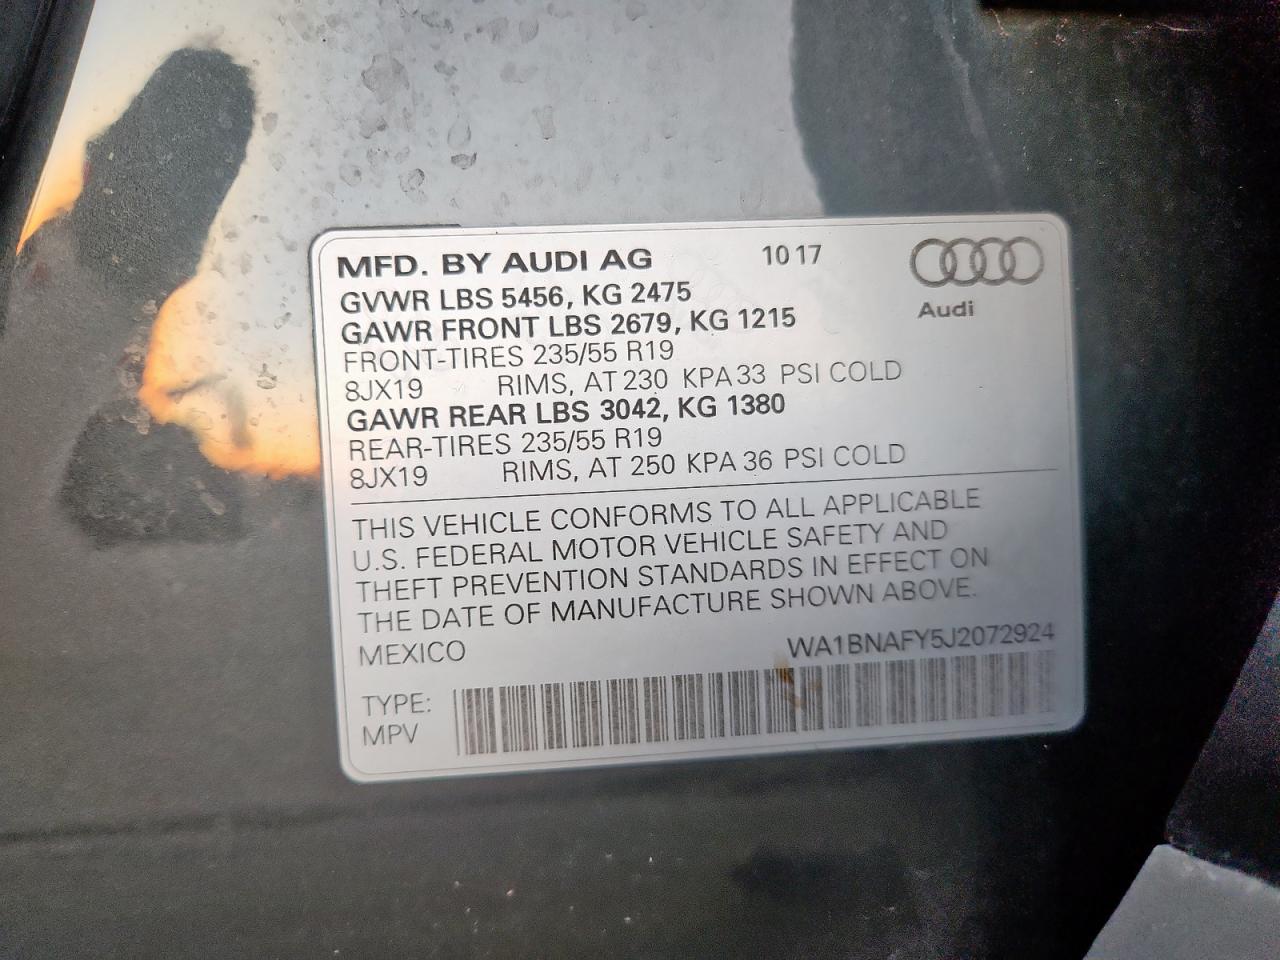 MFD. BY AUDI AG 10 17
Audi
GVWR LBS 5456, KG 2475
GAWR FRONT LBS 2679, KG 1215
FRONT-TIRES 235/55 R19
8JX19 RIMS, AT 230 KPA 33 PSI COLD
GAWR REAR LBS 3042, KG 1380
REAR-TIRES 235/55 R19
8JX19 RIMS, AT 250 KPA 36 PSI COLD
THIS VEHICLE CONFORMS TO ALL APPLICABLE
U.S. FEDERAL MOTOR VEHICLE SAFETY AND
THEFT PREVENTION STANDARDS IN EFFECT ON
THE DATE OF MANUFACTURE SHOWN ABOVE.
MEXICO WA1BNAFY5J2072924
TYPE:
MPV